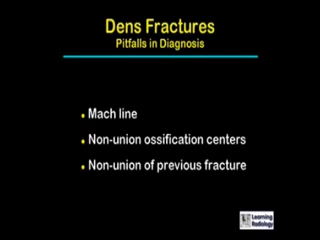 Dens Fractures
Pitfalls in Diagnosis
Mach line
Non-union ossification centers
Non-union of previous fracture
Learning
Radiology